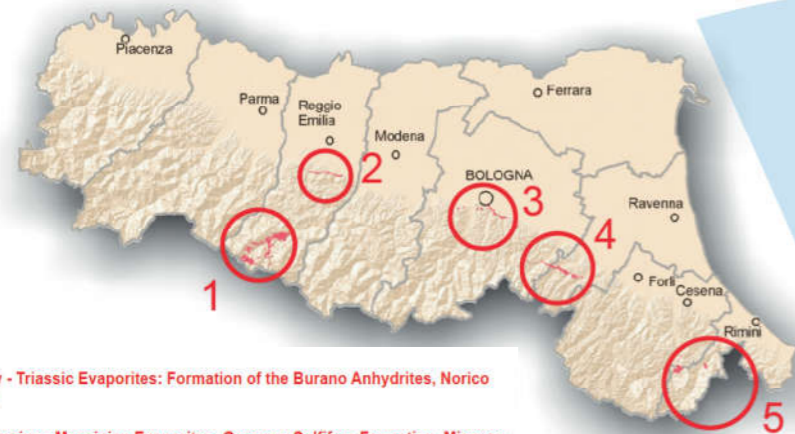 Piacenza
Parma
Reggio
Emilia
Modena
Ferrara
BOLOGNA
Ravenna
Forlì
Cesena
Rimini
1
2
3
4
5
- Triassic Evaporites: Formation of the Burano Anhydrites, Norico